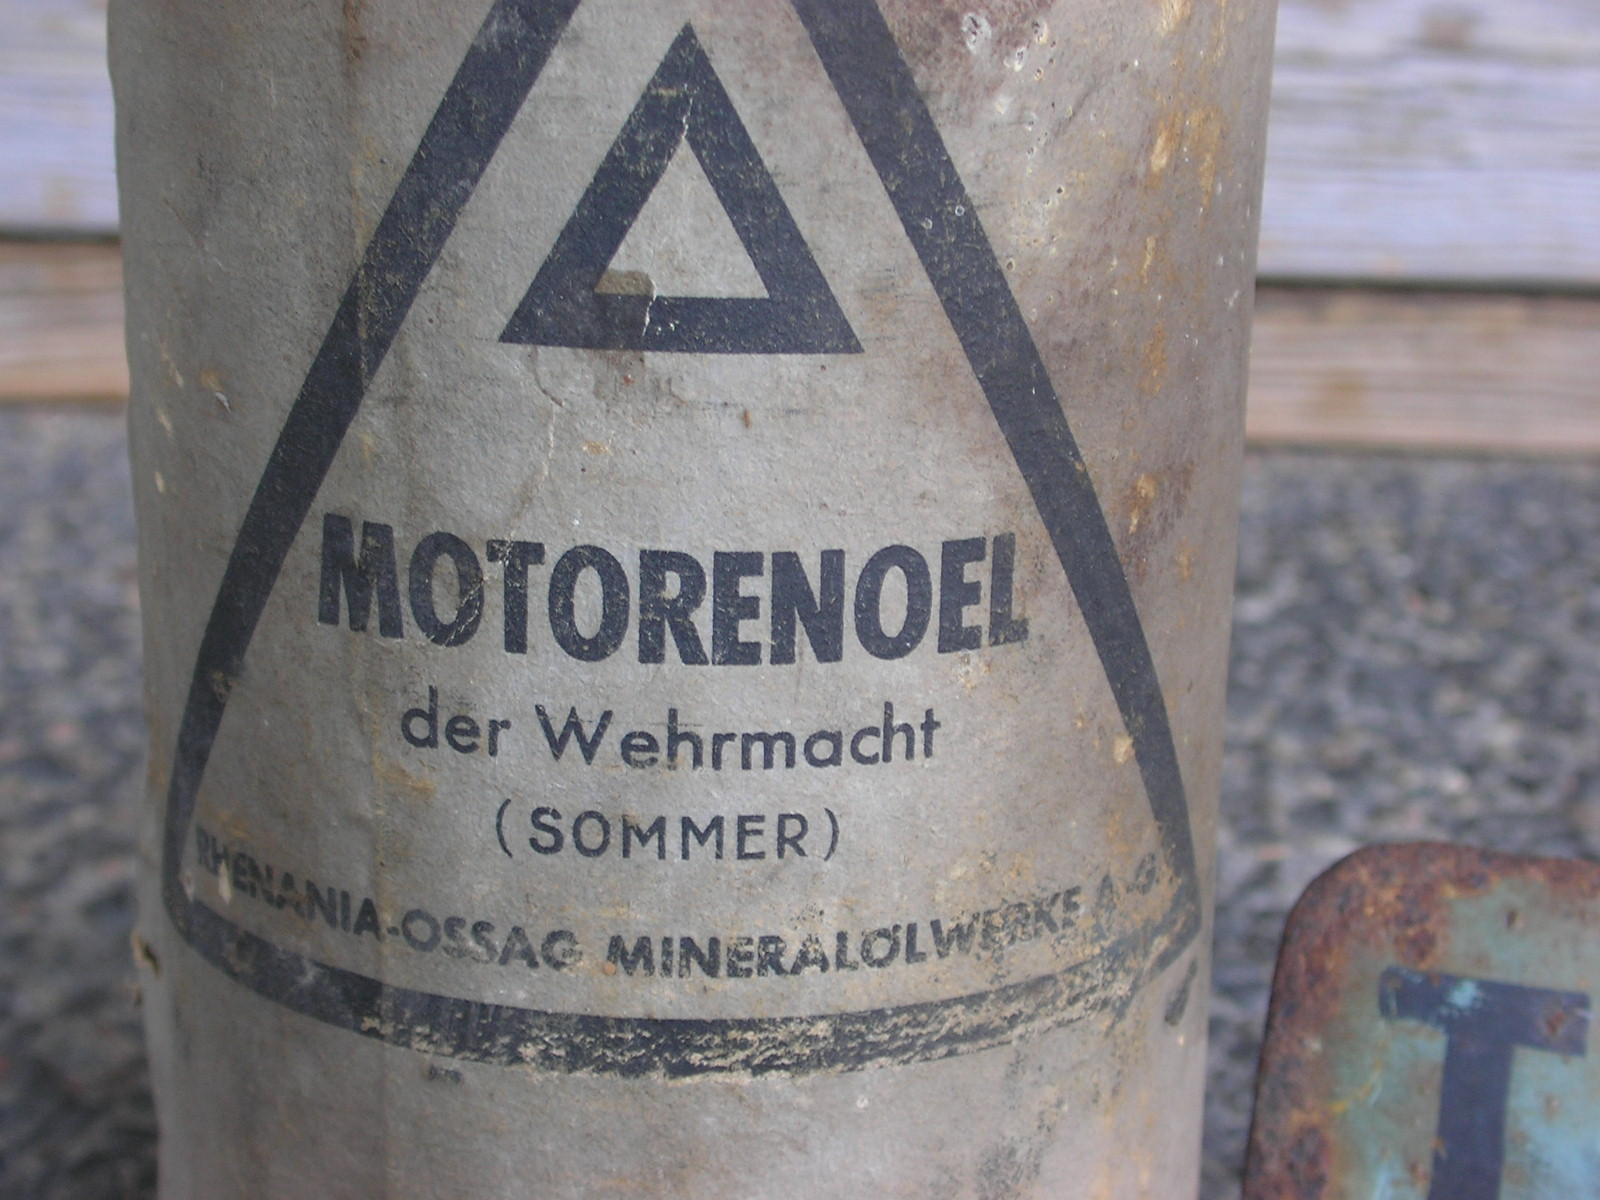 MOTORENOEL
der Wehrmacht
(SOMMER)
RHENANIA-OSSAG MINERALÖLWERKE A.-G.
T